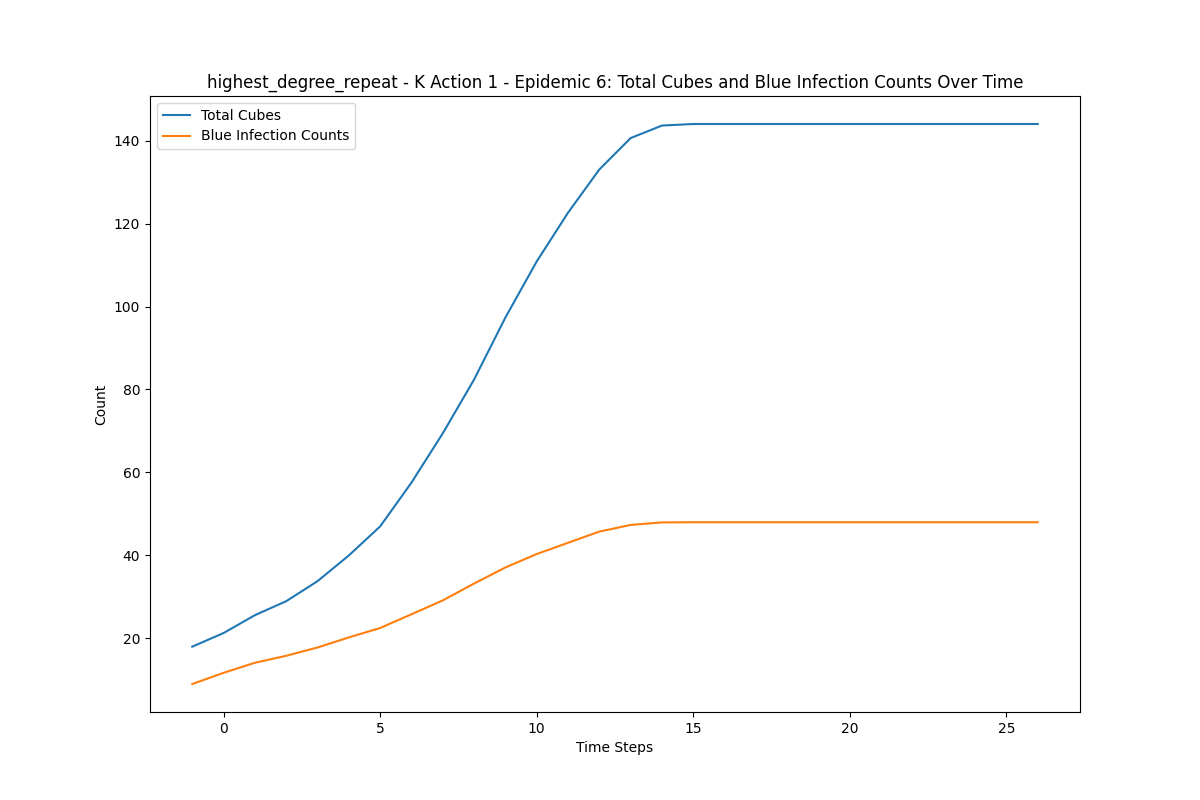 highest_degree_repeat - K Action 1 - Epidemic 6: Total Cubes and Blue Infection Counts Over Time
Total Cubes
Blue Infection Counts
140
120
100
80
60
40
20
Count
0 5 10 15 20 25
Time Steps